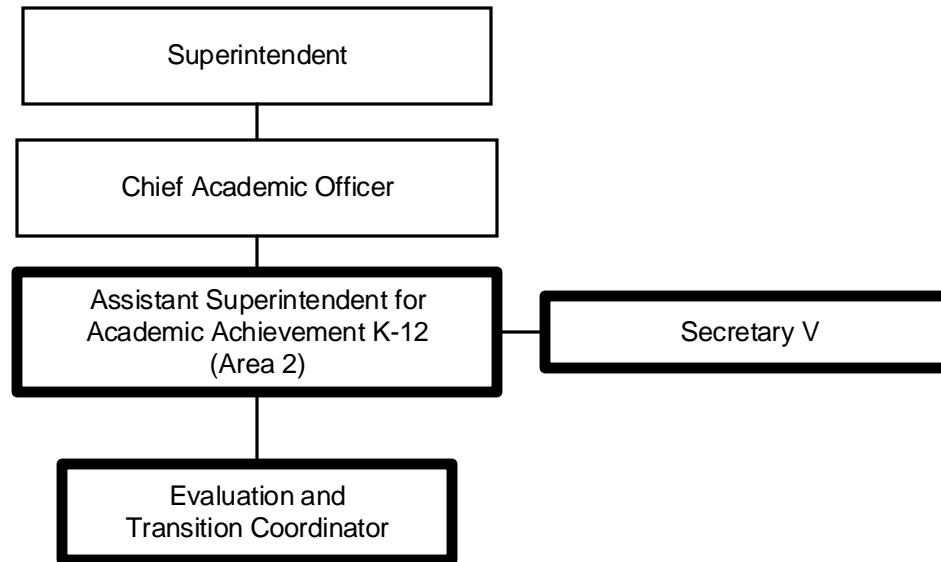 Superintendent
Chief Academic Officer
Assistant Superintendent for
Academic Achievement K-12
(Area 2)
Secretary V
Evaluation and
Transition Coordinator